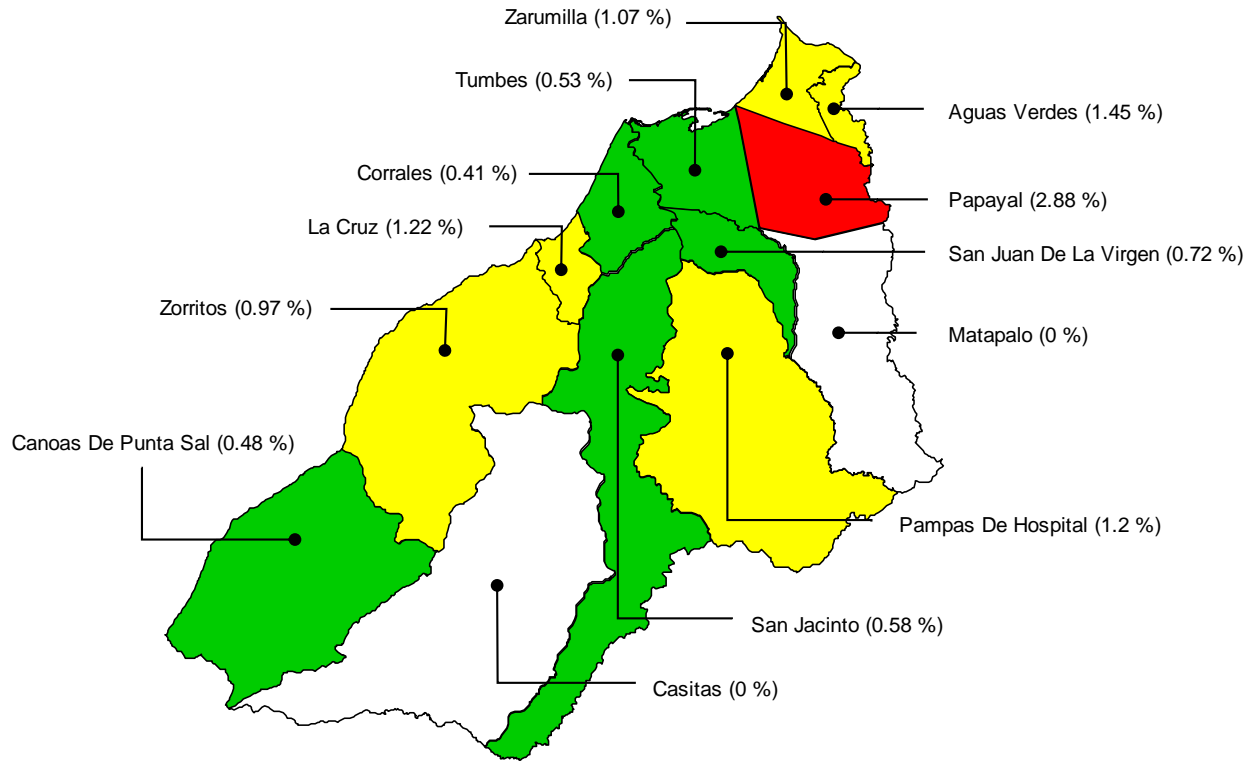 Zarumilla (1.07 %)
Tumbes (0.53 %)
Aguas Verdes (1.45 %)
Corrales (0.41 %)
Papayal (2.88 %)
La Cruz (1.22 %)
San Juan De La Virgen (0.72 %)
Zorritos (0.97 %)
Matapalo (0 %)
Canoas De Punta Sal (0.48 %)
Pampas De Hospital (1.2 %)
San Jacinto (0.58 %)
Casitas (0 %)